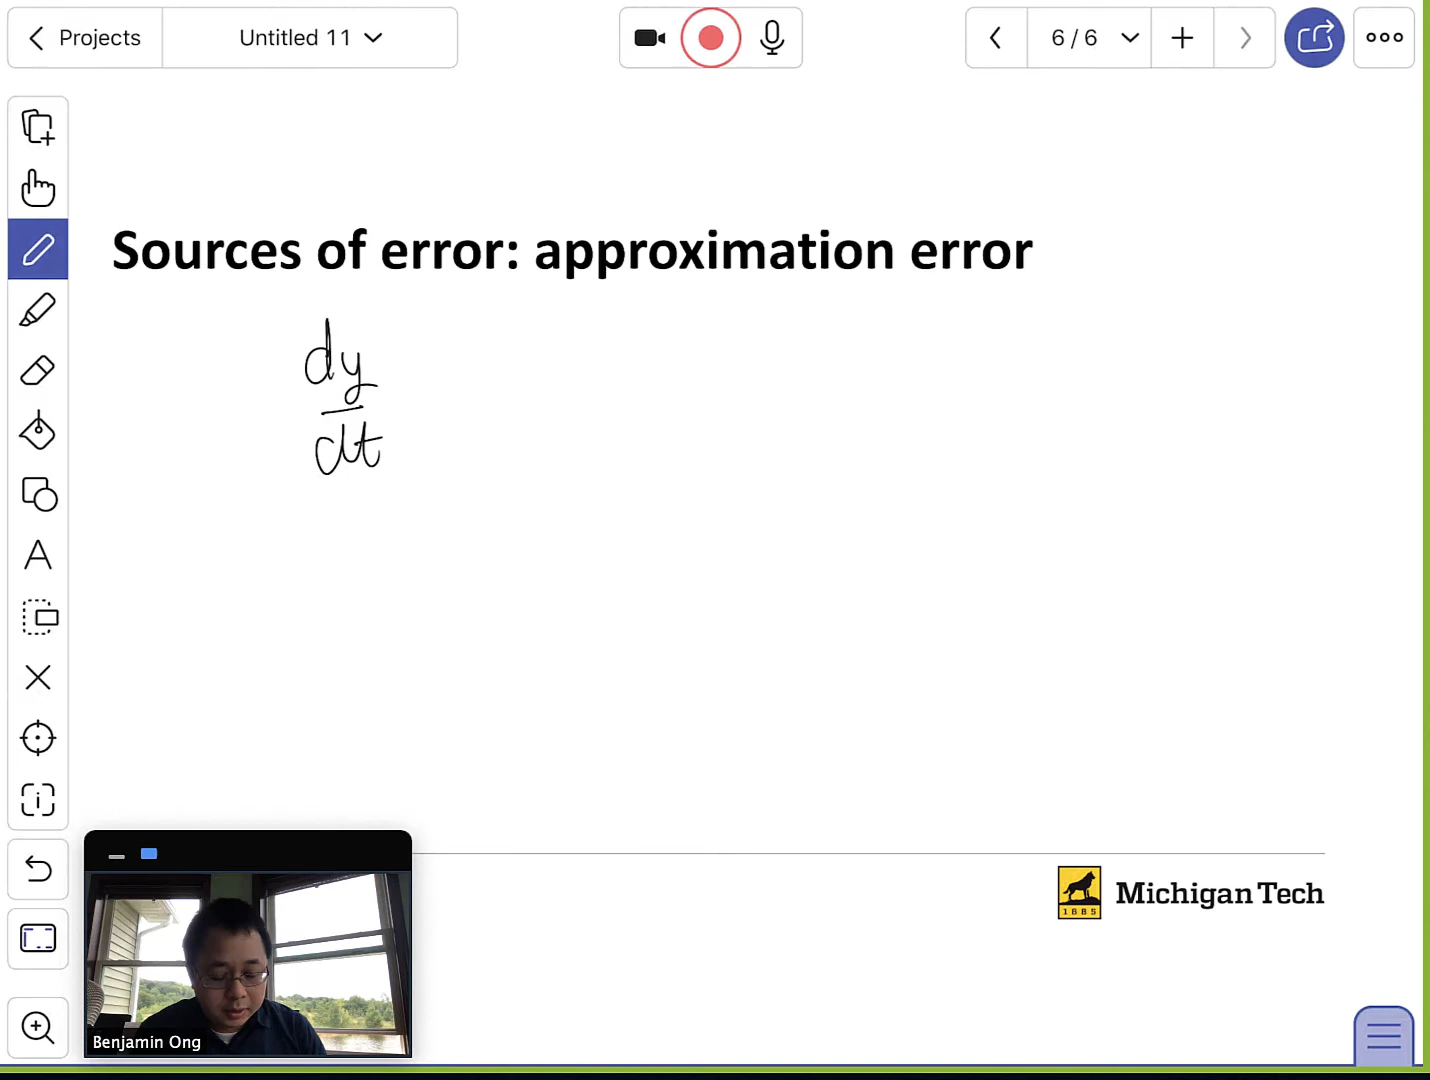 Projects
Untitled 11
6 / 6
Sources of error: approximation error
dy
dt
1885
Michigan Tech
Benjamin Ong